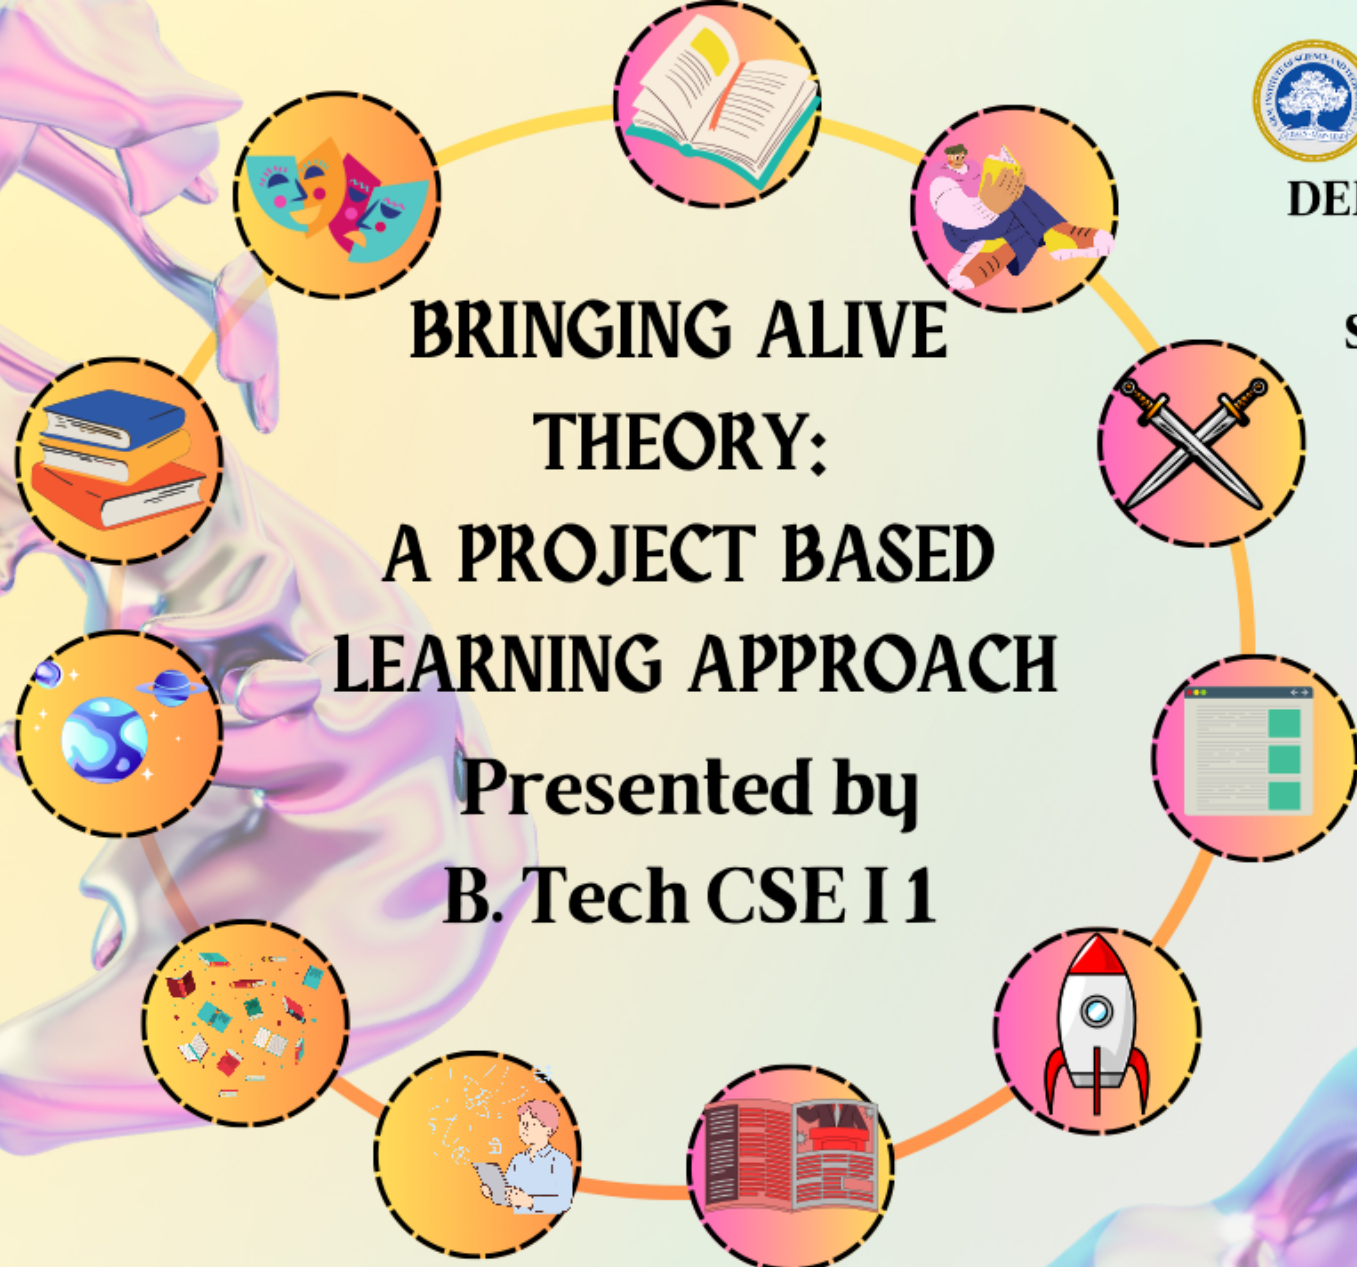 BRINGING ALIVE
THEORY:
A PROJECT BASED
LEARNING APPROACH
Presented by
B. Tech CSE I 1